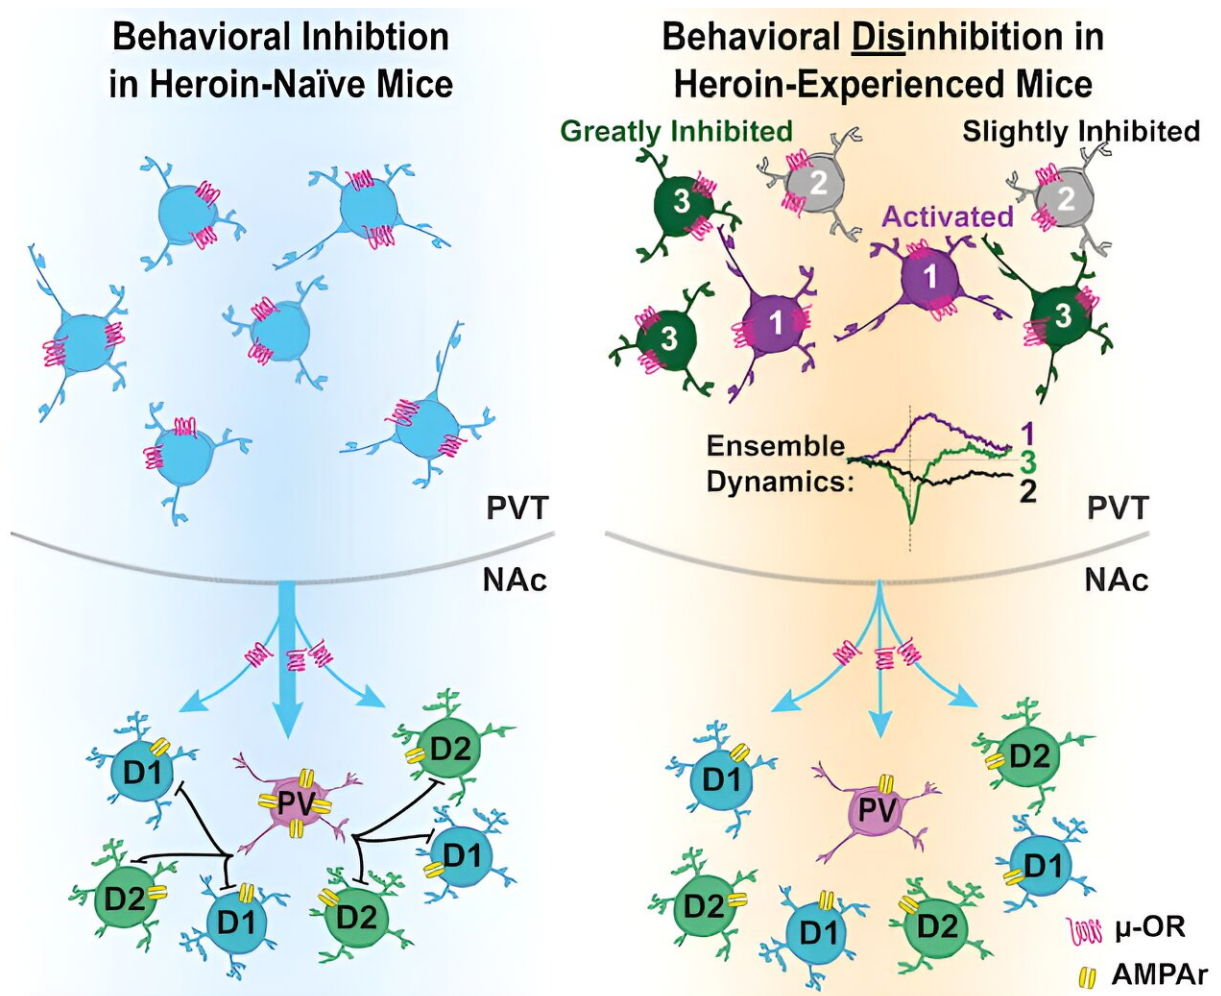 Behavioral Inhibtion
in Heroin-Naïve Mice
PVT
NAc
D1
PV
D2
D1
D2
D1
D2
Behavioral Disinhibition in
Heroin-Experienced Mice
Greatly Inhibited
Slightly Inhibited
Activated
3
2
2
1
3
1
3
Ensemble
Dynamics:
1
3
2
PVT
NAc
D1
PV
D2
D1
D2
D1
D2
µ-OR
AMPAr